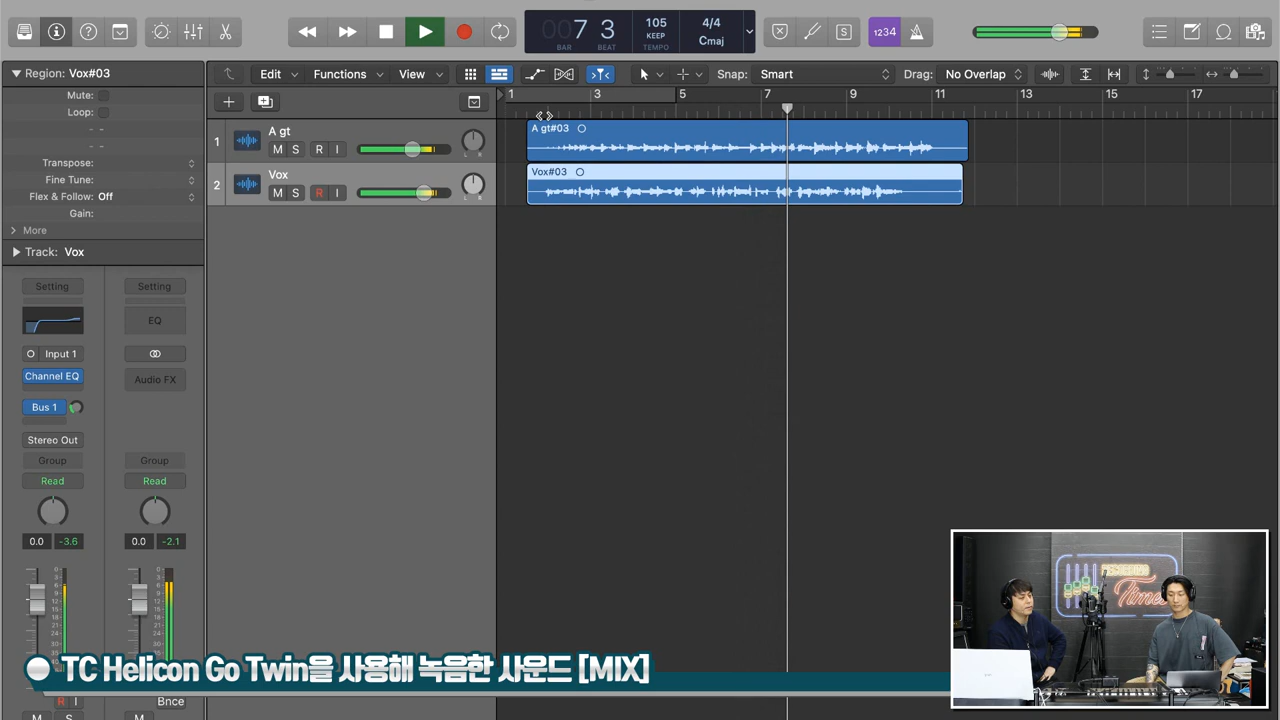 1234
007 3
BAR BEAT
105
KEEP
TEMPO
4/4
Cmaj
Region: Vox#03
Mute:
Loop:
Transpose:
Fine Tune:
Flex & Follow: Off
Gain:
More
Track: Vox
Edit Functions View
Snap: Smart
Drag: No Overlap
1 3 5 7 9 11 13 15 17
1 A gt
M S R I
L R
2 Vox
M S R I
L R
A gt#03
Vox#03
Setting Setting
EQ
Input 1
Channel EQ Audio FX
Bus 1
Stereo Out
Group Group
Read Read
0.0 -3.6 0.0 -2.1
R I Bnce
M S M
TC Helicon Go Twin을 사용해 녹음한 사운드 [MIX]
RECORDING
Times